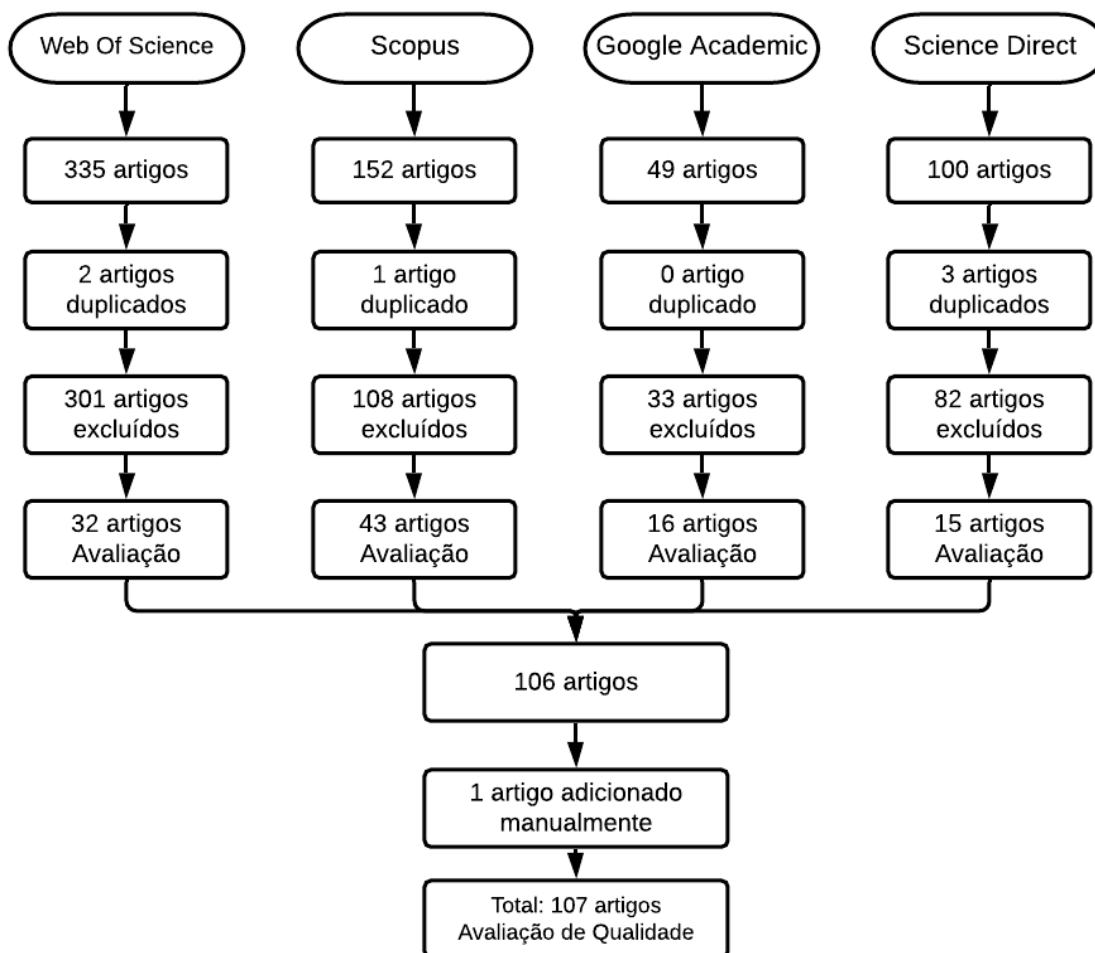 Web Of Science
Scopus
Google Academic
Science Direct
335 artigos
152 artigos
49 artigos
100 artigos
2 artigos
duplicados
1 artigo
duplicado
0 artigo
duplicado
3 artigos
duplicados
301 artigos
excluídos
108 artigos
excluídos
33 artigos
excluídos
82 artigos
excluídos
32 artigos
Avaliação
43 artigos
Avaliação
16 artigos
Avaliação
15 artigos
Avaliação
106 artigos
1 artigo adicionado
manualmente
Total: 107 artigos
Avaliação de Qualidade